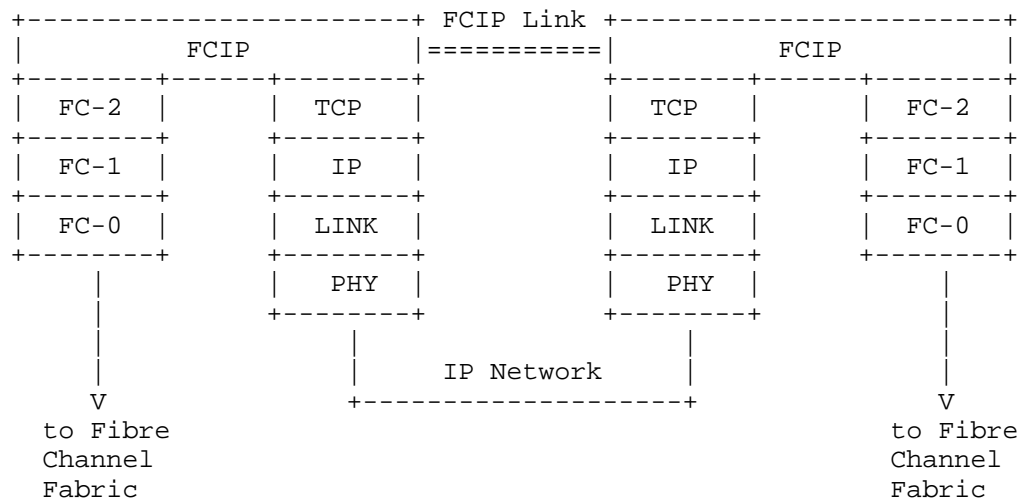 FCIP Link
FCIP FCIP
FC-2 TCP TCP FC-2
FC-1 IP IP FC-1
FC-0 LINK LINK FC-0
PHY PHY
IP Network
V V
to Fibre to Fibre
Channel Channel
Fabric Fabric